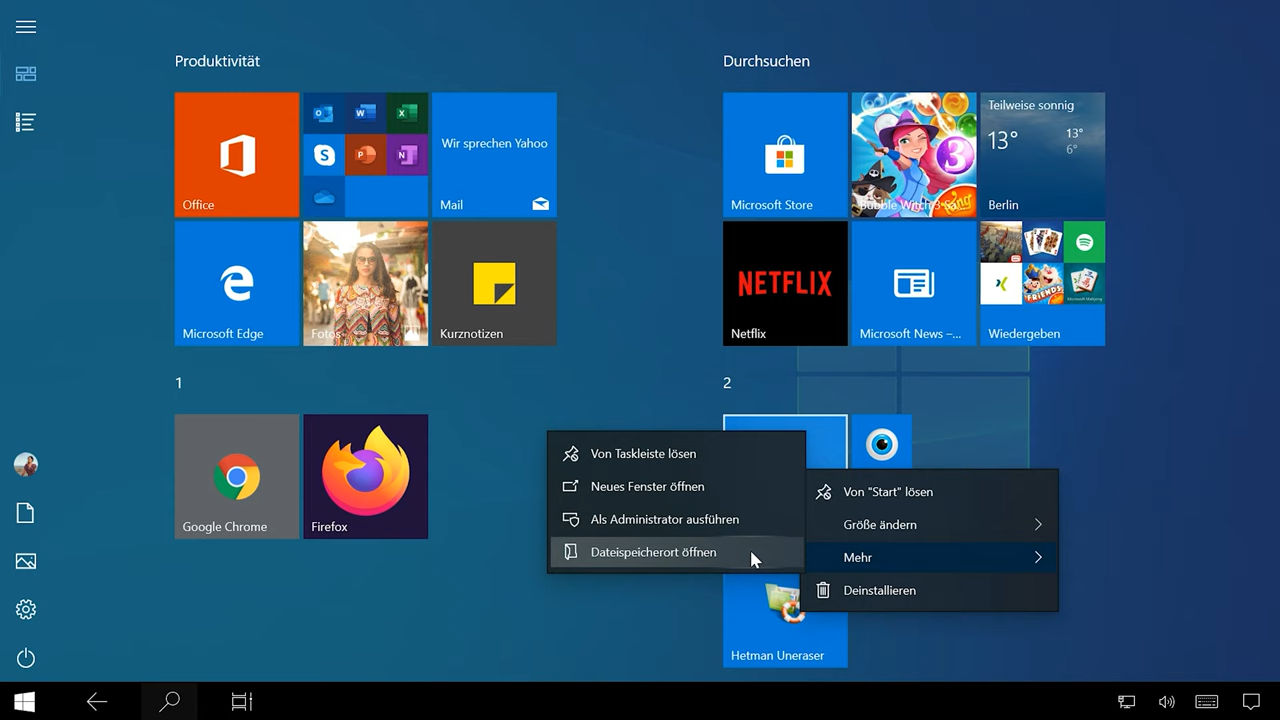 Produktivität
Durchsuchen
Office
Wir sprechen Yahoo
Mail
Microsoft Store
3
king
Teilweise sonnig
13°
13°
6°
Berlin
Microsoft Edge
Fotos
Kurznotizen
NETFLIX
Netflix
Microsoft News –...
FRIENDS
Wiedergeben
1
2
Google Chrome
Firefox
Von Taskleiste lösen
Neues Fenster öffnen
Als Administrator ausführen
Dateispeicherort öffnen
Von "Start" lösen
Größe ändern
Mehr
Deinstallieren
Hetman Uneraser